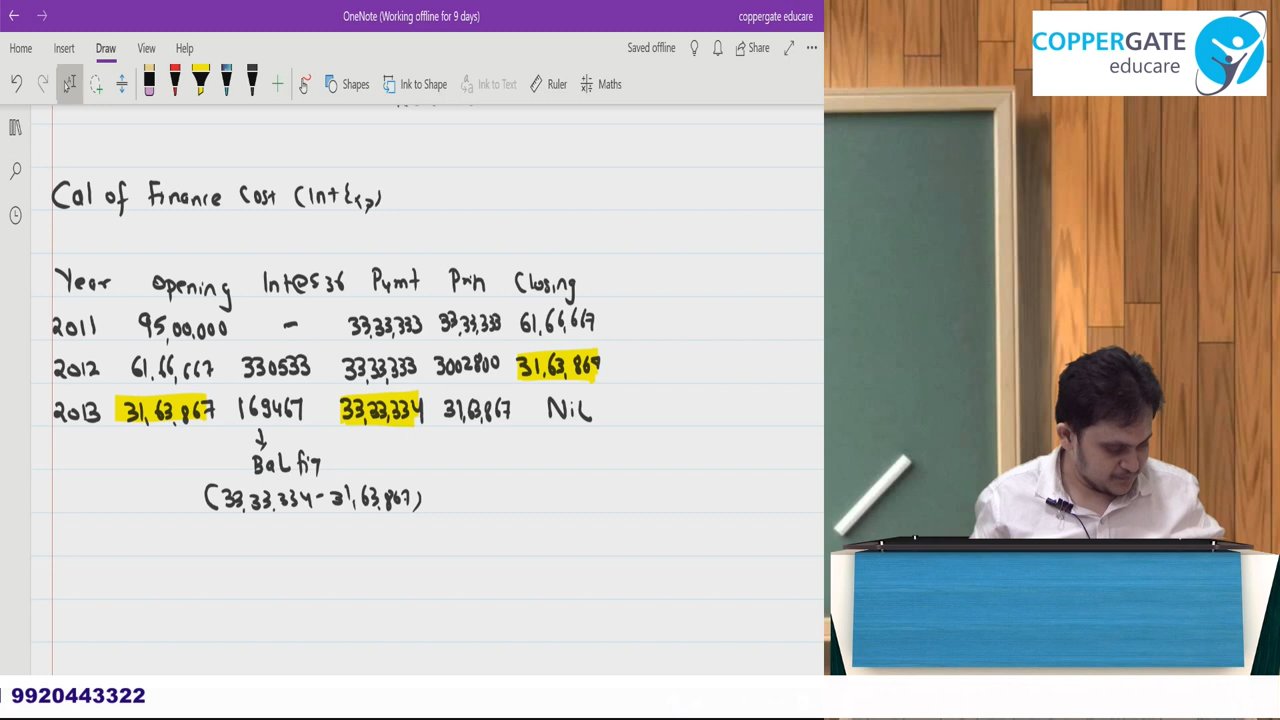 OneNote (Working offline for 9 days)
coppergate educare
Home Insert Draw View Help
Saved offline Share
Shapes Ink to Shape Ink to Text Ruler Maths
COPPERGATE
educare
Cal of Finance Cost (Int Exp)
Year Opening Int@5.36 Pymt Prin Closing
2011 95,00,000 - 33,33,333 33,33,333 61,66,667
2012 61,66,667 330533 33,33,333 3002800 31,63,867
2013 31,63,867 169467 33,33,334 31,63,867 NiL
Bal fig
(33,33,334-31,63,867)
9920443322